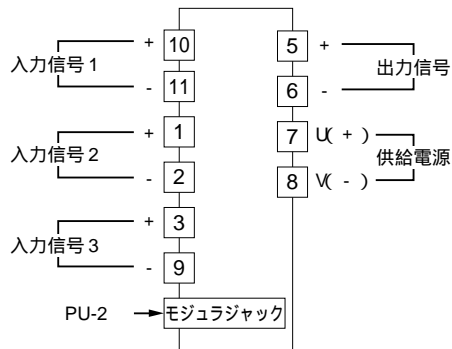 入力信号1
+ 10
- 11
入力信号2
+ 1
- 2
入力信号3
+ 3
- 9
PU-2
モジュラジャック
5 +
6 -
出力信号
7 U( + )
8 V( - )
供給電源